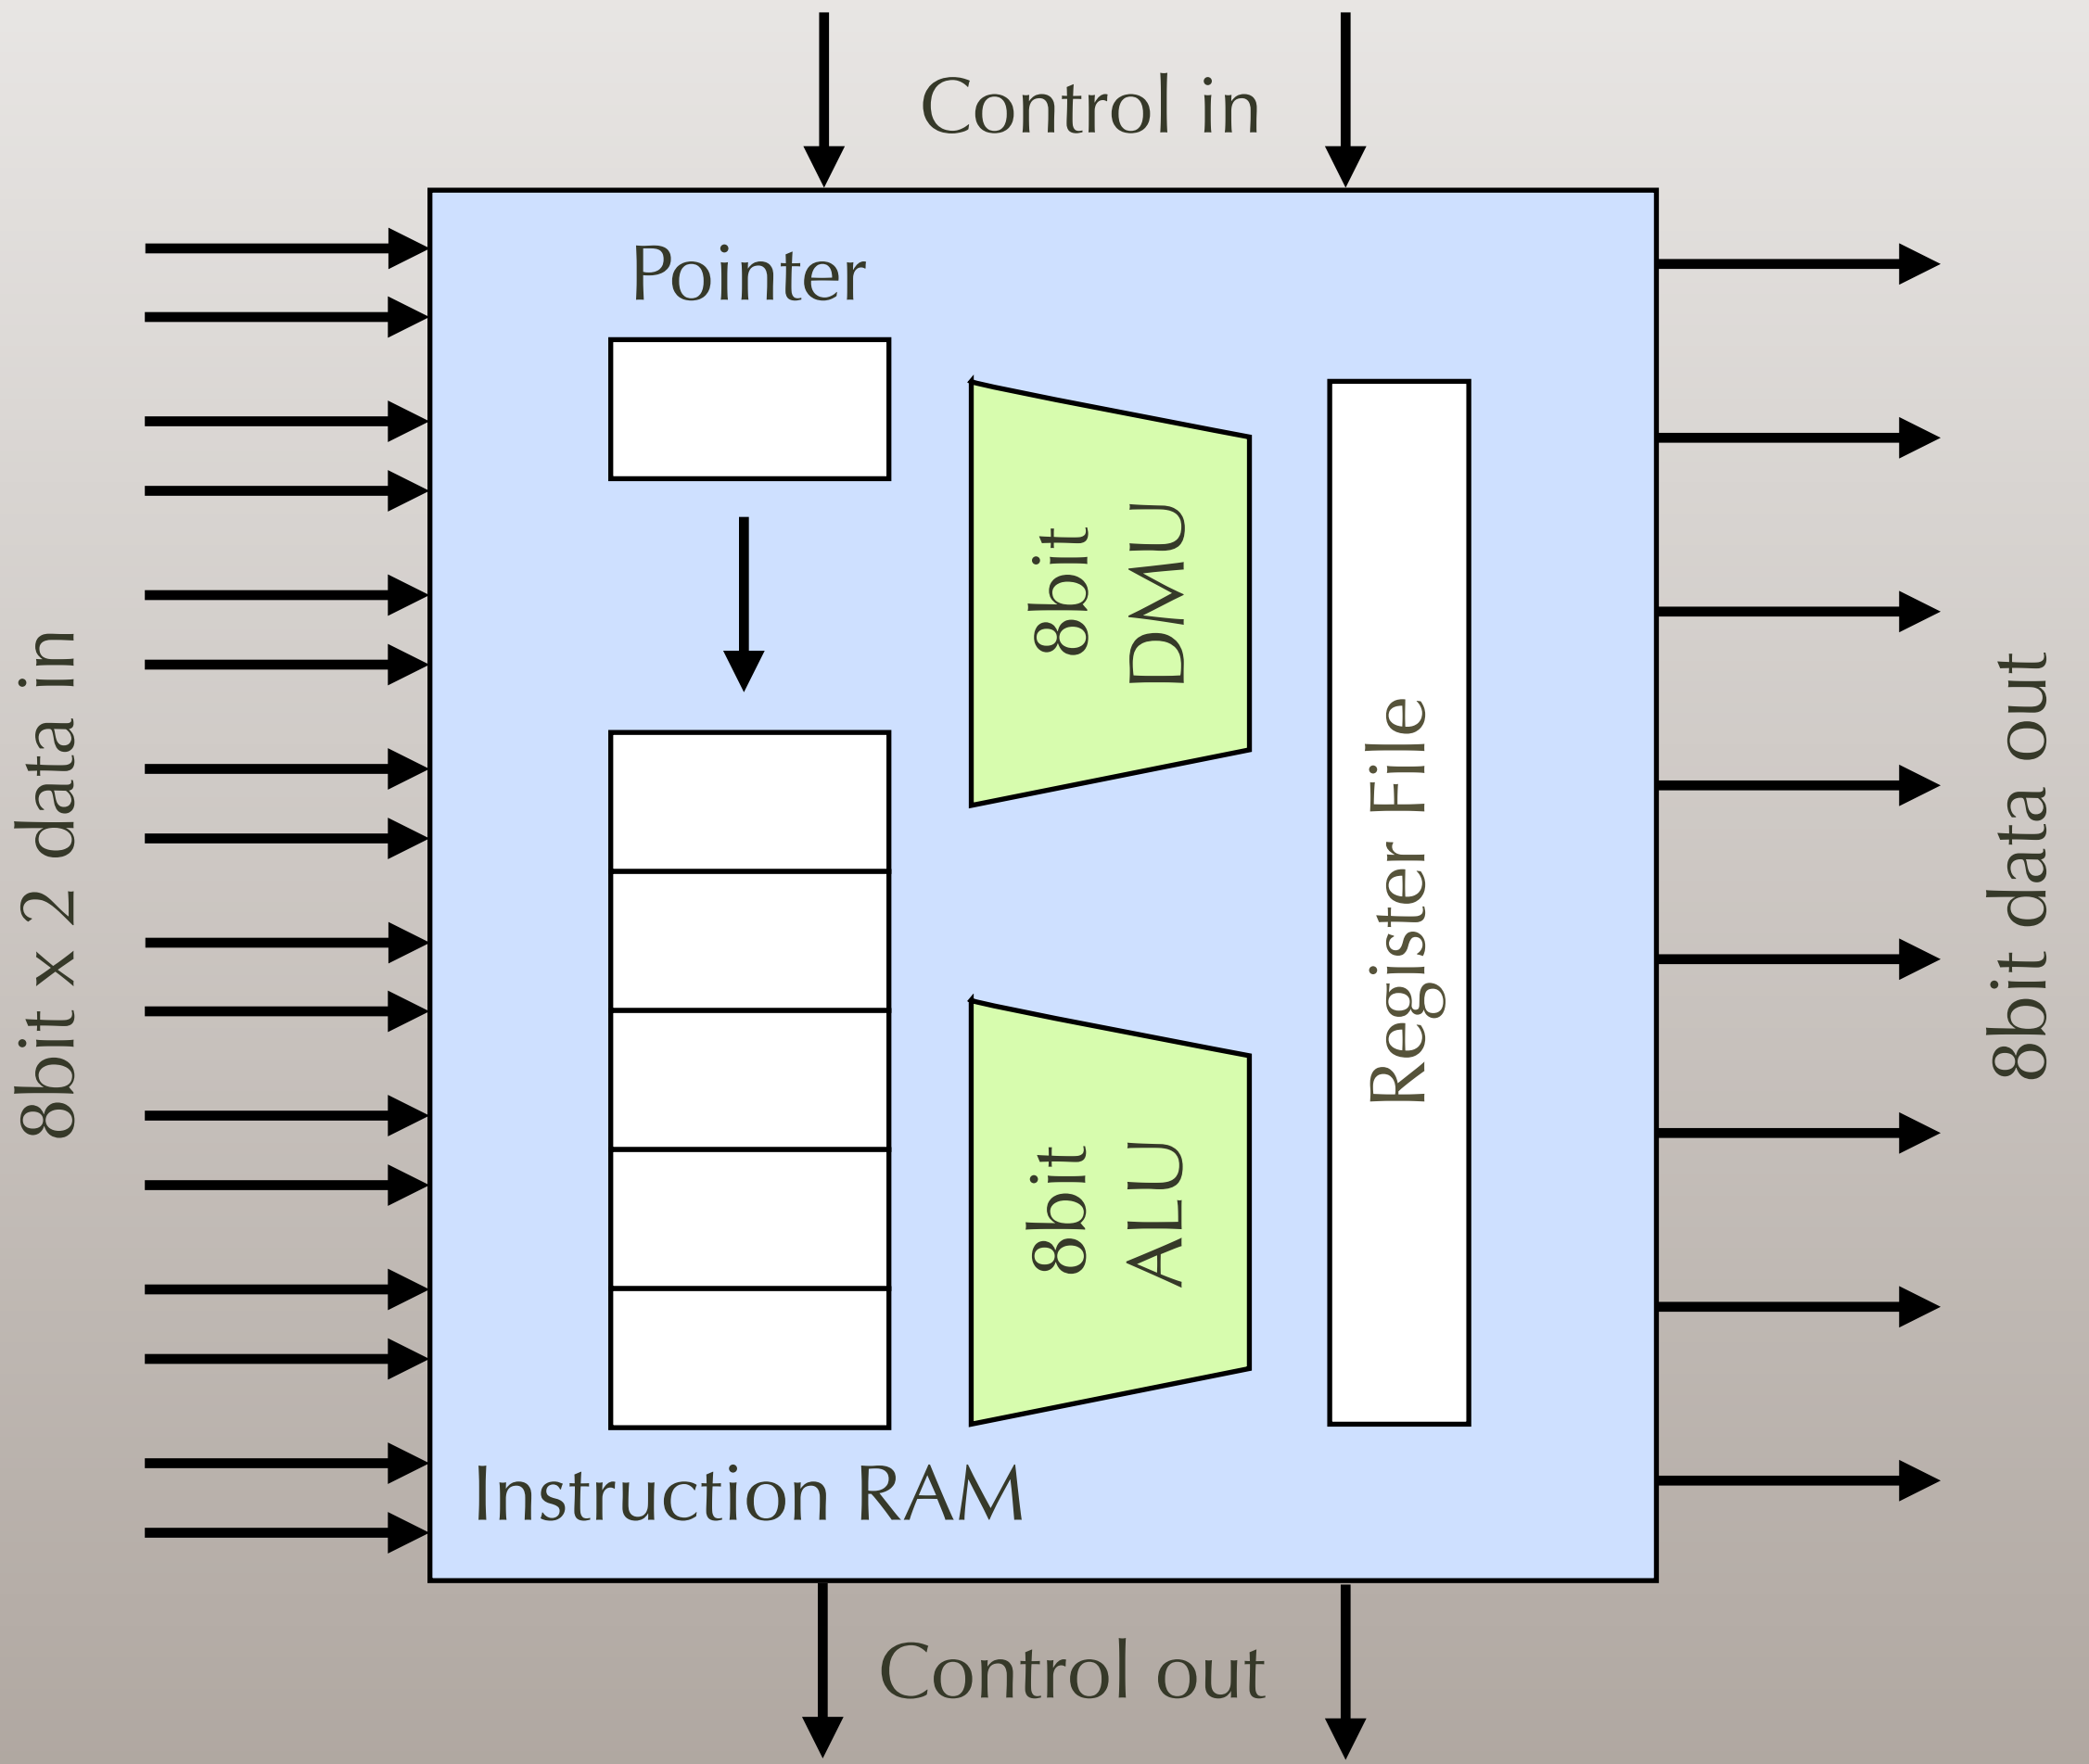 Control in
Pointer
8bit x 2 data in
8bit
DMU
Register File
8bit data out
8bit
ALU
Instruction RAM
Control out